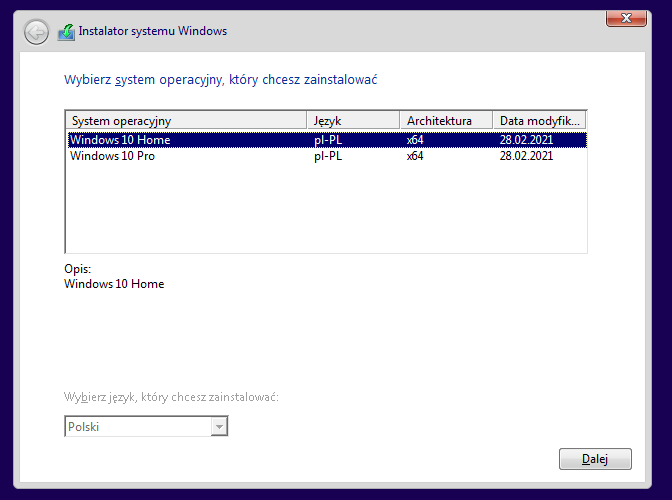 Instalator systemu Windows
Wybierz system operacyjny, który chcesz zainstalować
System operacyjny Język Architektura Data modyfik...
Windows 10 Home pl-PL x64 28.02.2021
Windows 10 Pro pl-PL x64 28.02.2021
Opis:
Windows 10 Home
Wybierz język, który chcesz zainstalować:
Polski
Dalej